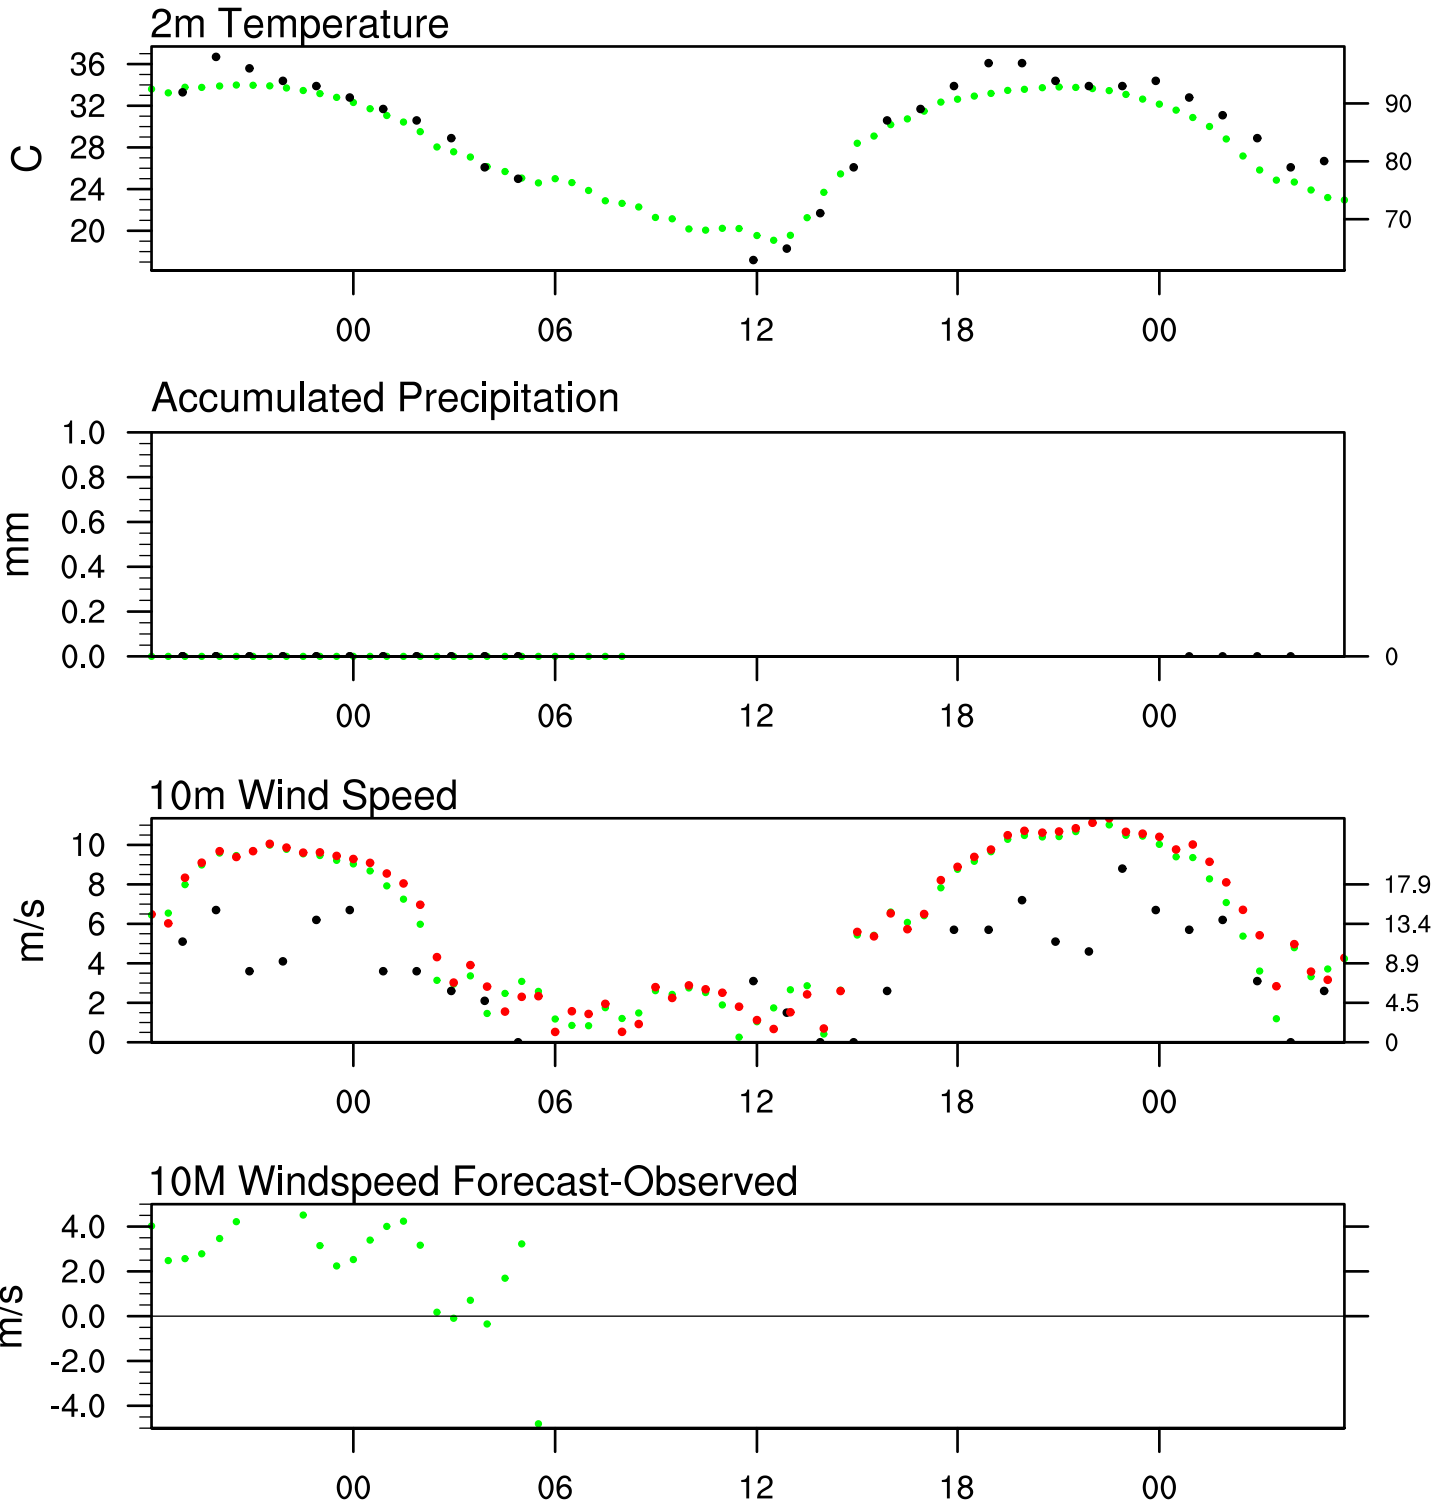 2m Temperature
36
32
28
24
20
C
90
80
70
00 06 12 18 00
Accumulated Precipitation
1.0
0.8
0.6
0.4
0.2
0.0
mm
0
00 06 12 18 00
10m Wind Speed
10
8
6
4
2
0
m/s
17.9
13.4
8.9
4.5
0
00 06 12 18 00
10M Windspeed Forecast-Observed
4.0
2.0
0.0
-2.0
-4.0
m/s
00 06 12 18 00